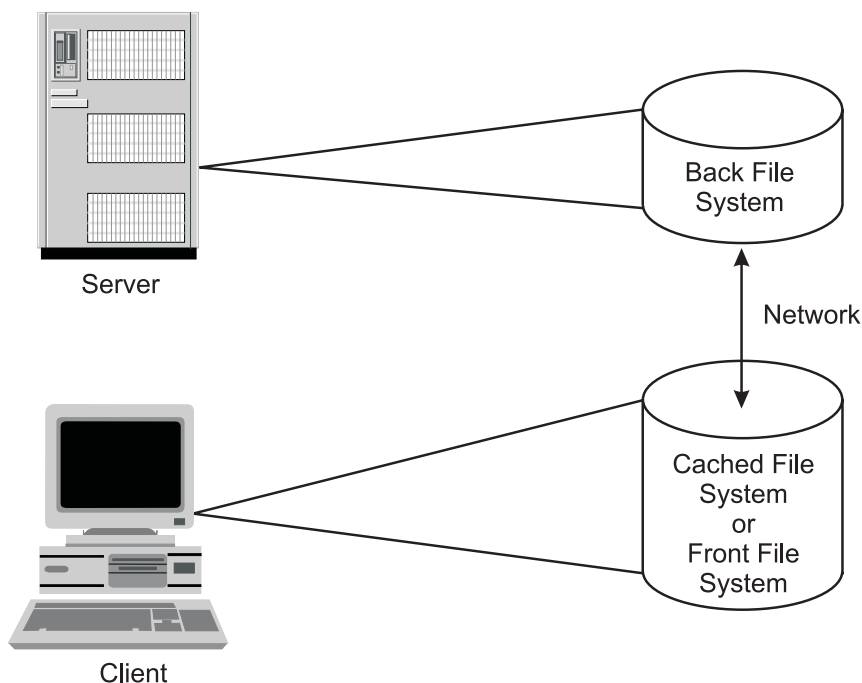 Back File
System
Server
Network
Cached File
System
or
Front File
System
Client